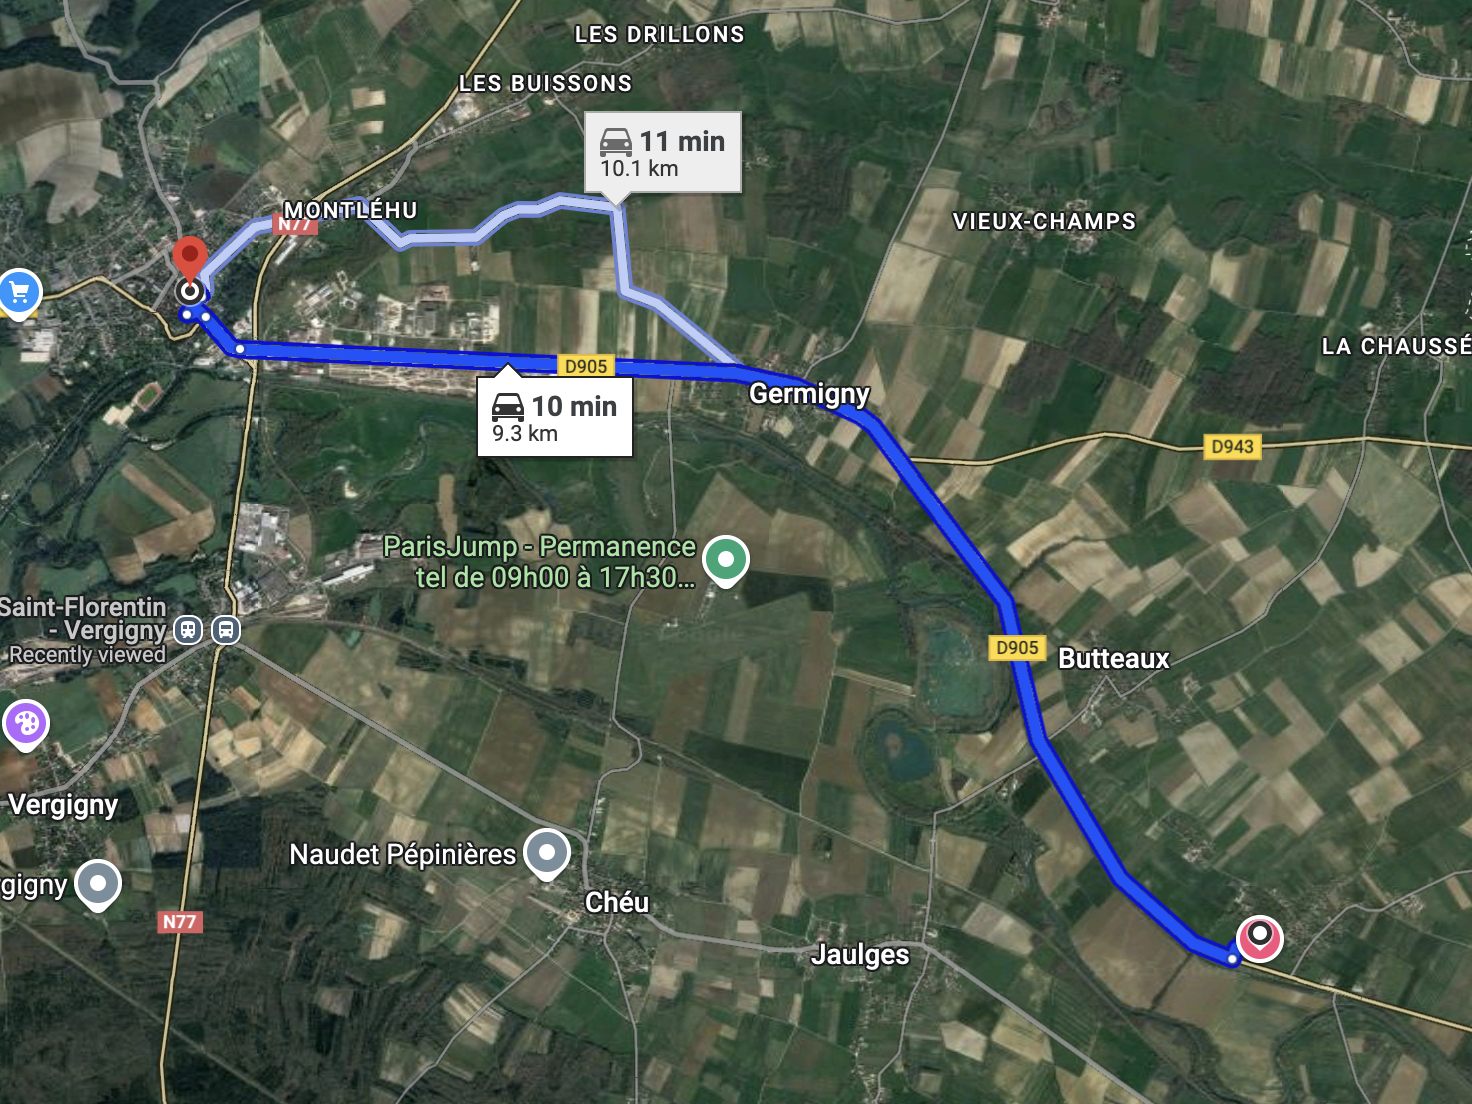 LES DRILLONS
LES BUISSONS
11 min
10.1 km
MONTLÉHU
N77
VIEUX-CHAMPS
LA CHAUSSÉ
D905
Germigny
10 min
9.3 km
D943
ParisJump - Permanence
tel de 09h00 à 17h30...
Saint-Florentin
- Vergigny
Recently viewed
D905
Butteaux
Vergigny
Naudet Pépinières
gigny
Chéu
N77
Jaulges